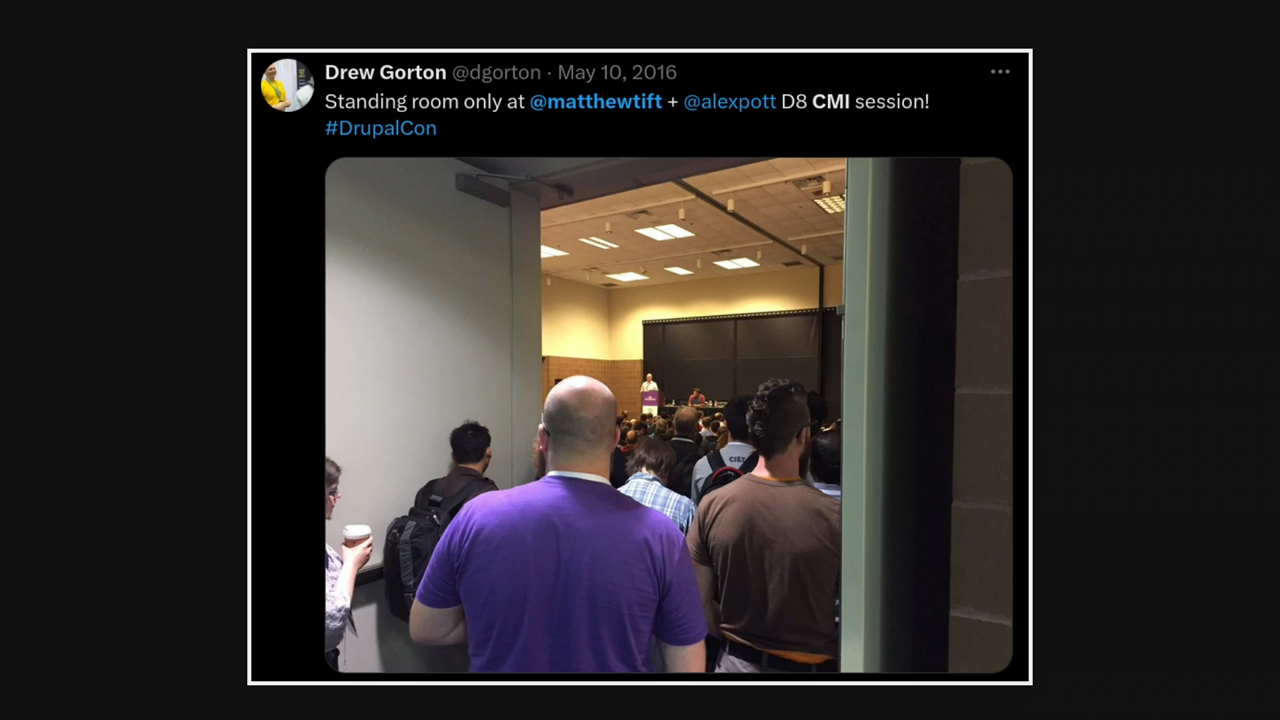 Drew Gorton @dgorton · May 10, 2016
Standing room only at @matthewtift + @alexpott D8 CMI session!
#DrupalCon